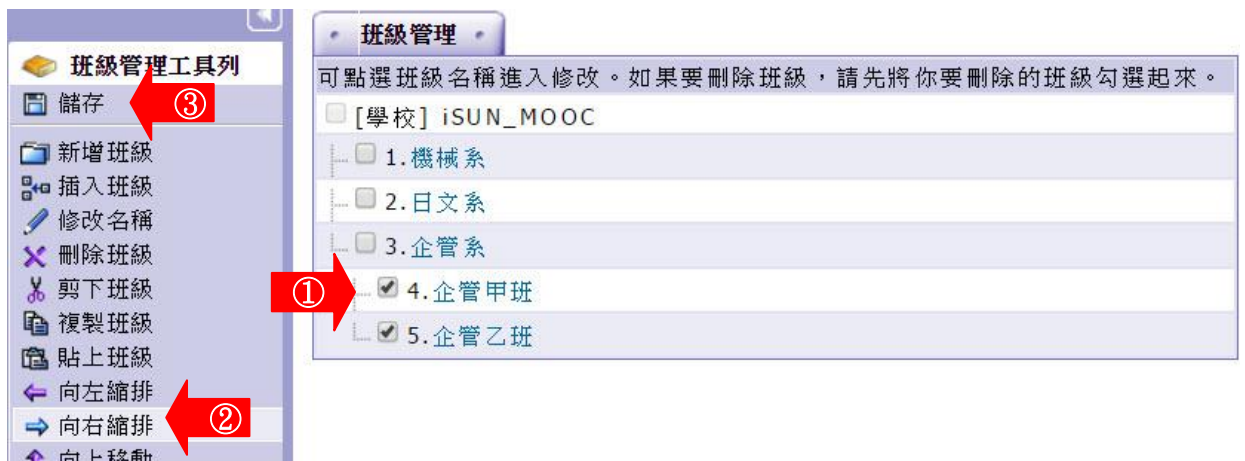 班級管理工具列
儲存
③
新增班級
插入班級
修改名稱
刪除班級
剪下班級
複製班級
貼上班級
向左縮排
向右縮排
②
向上移動
班級管理
可點選班級名稱進入修改。如果要刪除班級，請先將你要刪除的班級勾選起來。
[學校] iSUN_MOOC
1.機械系
2.日文系
3.企管系
①
4.企管甲班
5.企管乙班